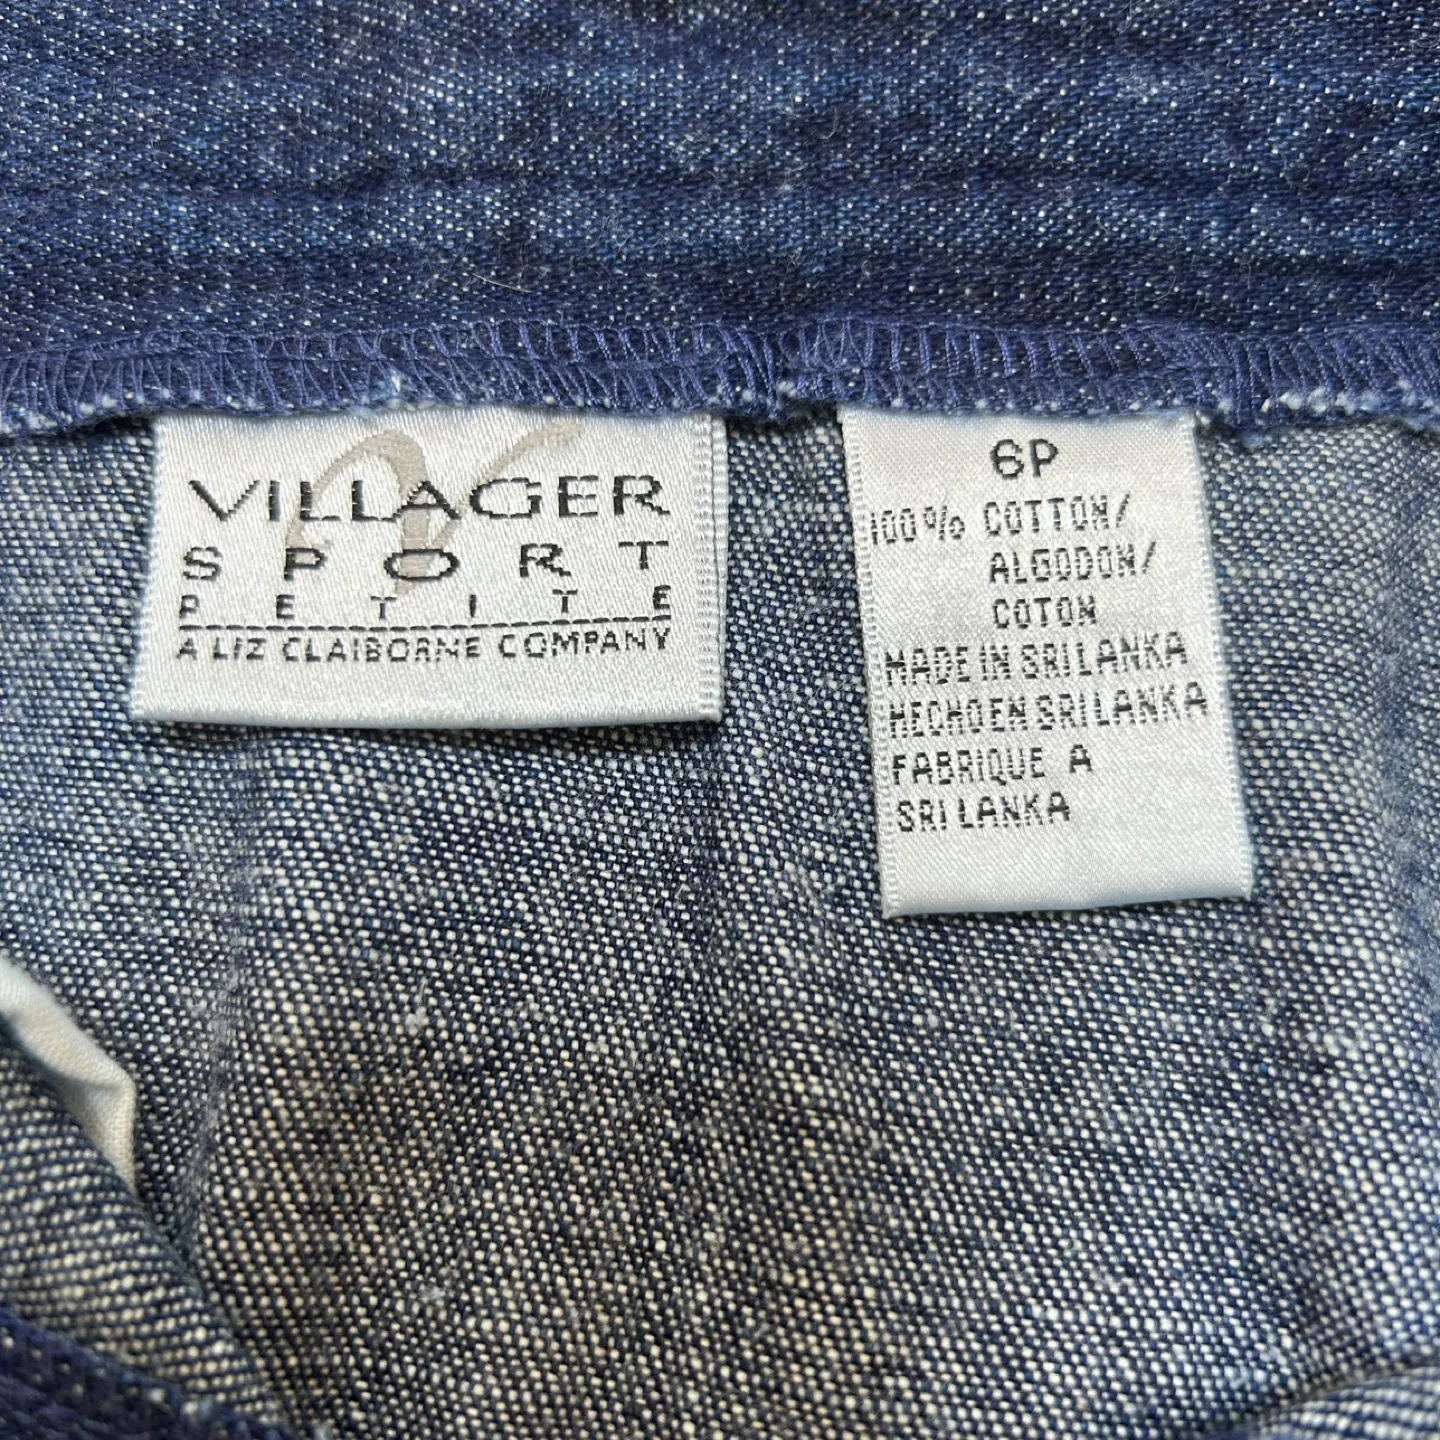 VILLAGER
SPORT
PETITE
A LIZ CLAIBORNE COMPANY
6P
100% COTTON/
ALGODON/
COTON
MADE IN SRI LANKA
HECHO EN SRI LANKA
FABRIQUE A
SRI LANKA